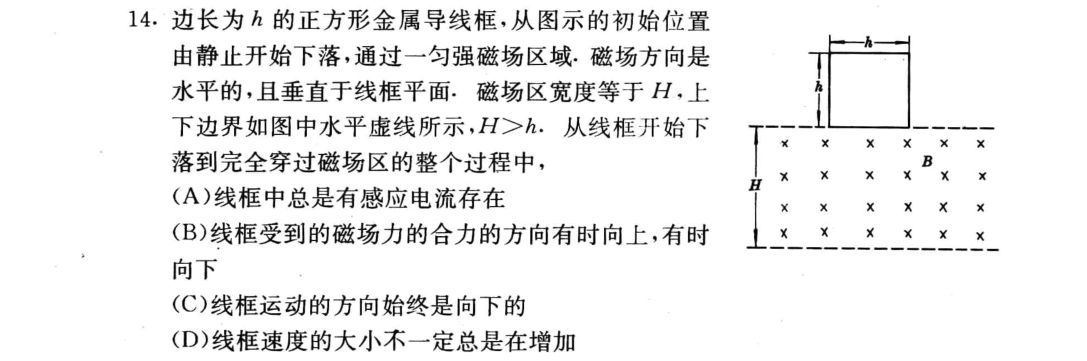 14. 边长为 h 的正方形金属导线框,从图示的初始位置
由静止开始下落,通过一匀强磁场区域. 磁场方向是
水平的,且垂直于线框平面. 磁场区宽度等于 H,上
下边界如图中水平虚线所示,H>h. 从线框开始下
落到完全穿过磁场区的整个过程中,
(A)线框中总是有感应电流存在
(B)线框受到的磁场力的合力的方向有时向上,有时
向下
(C)线框运动的方向始终是向下的
(D)线框速度的大小不一定总是在增加
h
h
× × × × × ×
B
× × × × × ×
H
× × × × × ×
× × × × × ×